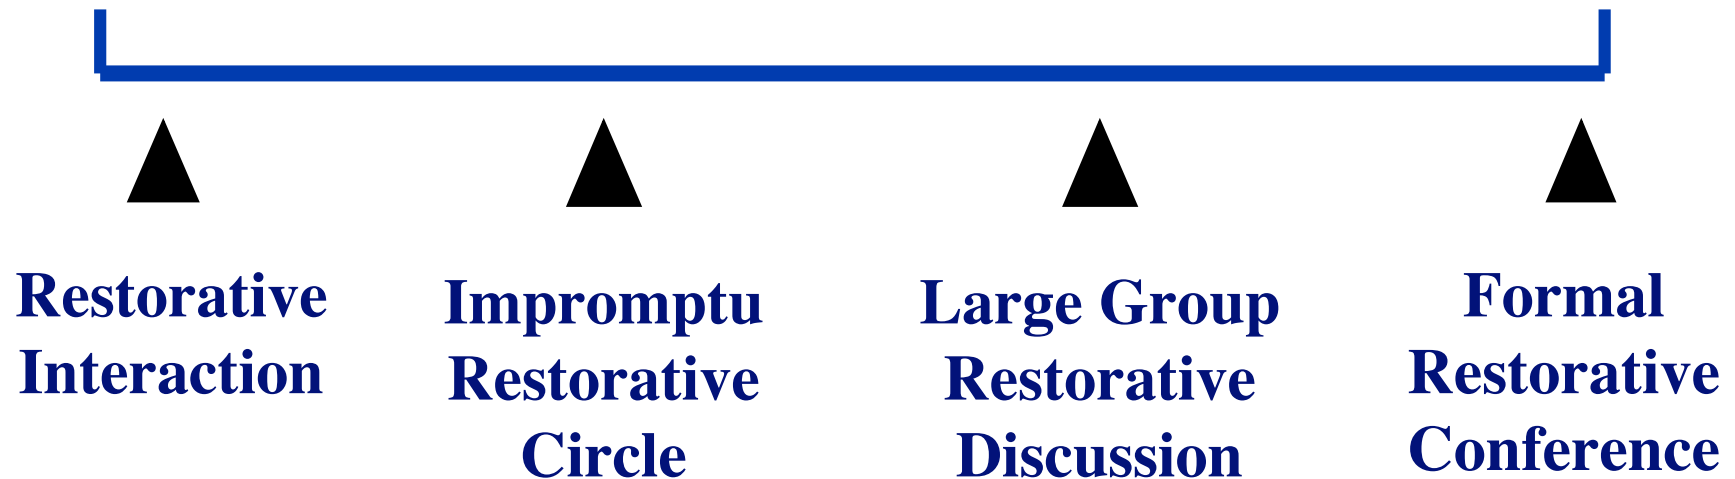 Restorative
Interaction
Impromptu
Restorative
Circle
Large Group
Restorative
Discussion
Formal
Restorative
Conference